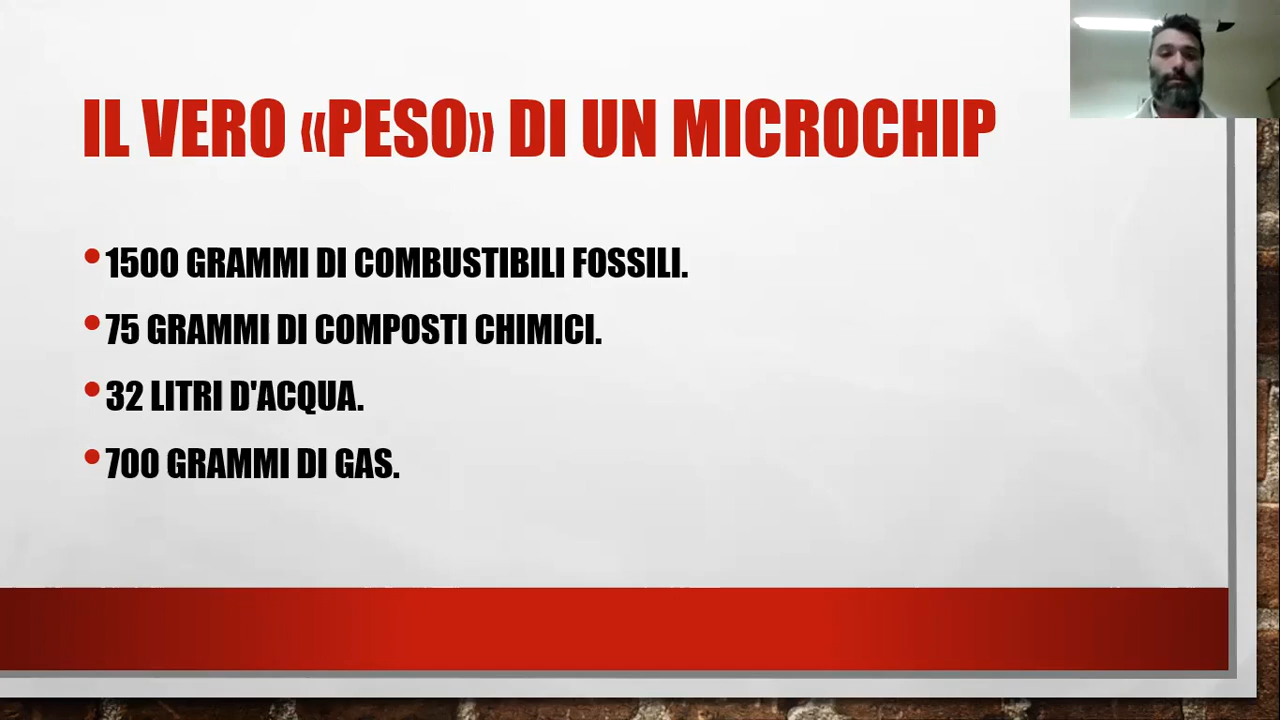 IL VERO «PESO» DI UN MICROCHIP
•1500 GRAMMI DI COMBUSTIBILI FOSSILI.
•75 GRAMMI DI COMPOSTI CHIMICI.
•32 LITRI D'ACQUA.
•700 GRAMMI DI GAS.